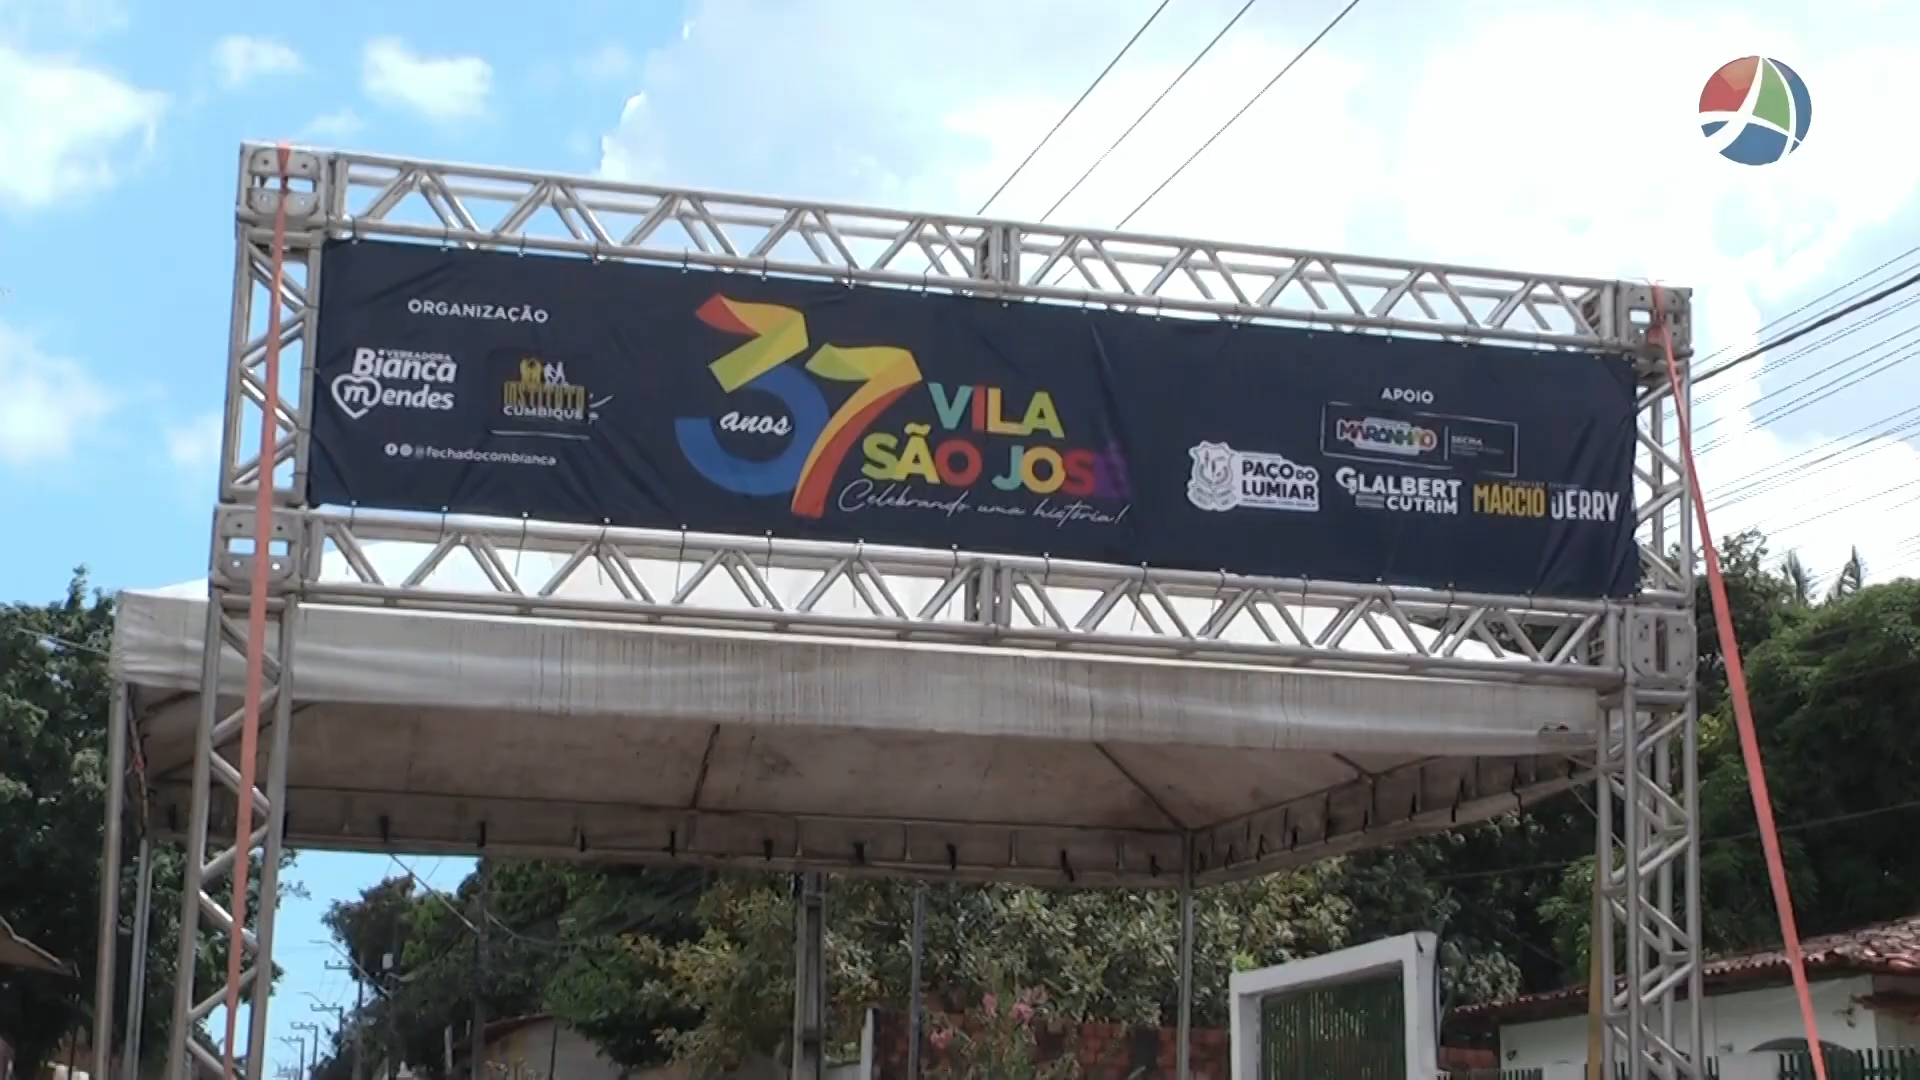 ORGANIZAÇÃO
VEREADORA
Bianca
Mendes
INSTITUTO
CUMBIQUE
@fechadocombianca
37
anos
VILA
SÃO JOSÉ
Celebrando uma história!
APOIO
MARANHÃO
SECMA
PAÇO DO
LUMIAR
GLALBERT
CUTRIM
MÁRCIO JERRY